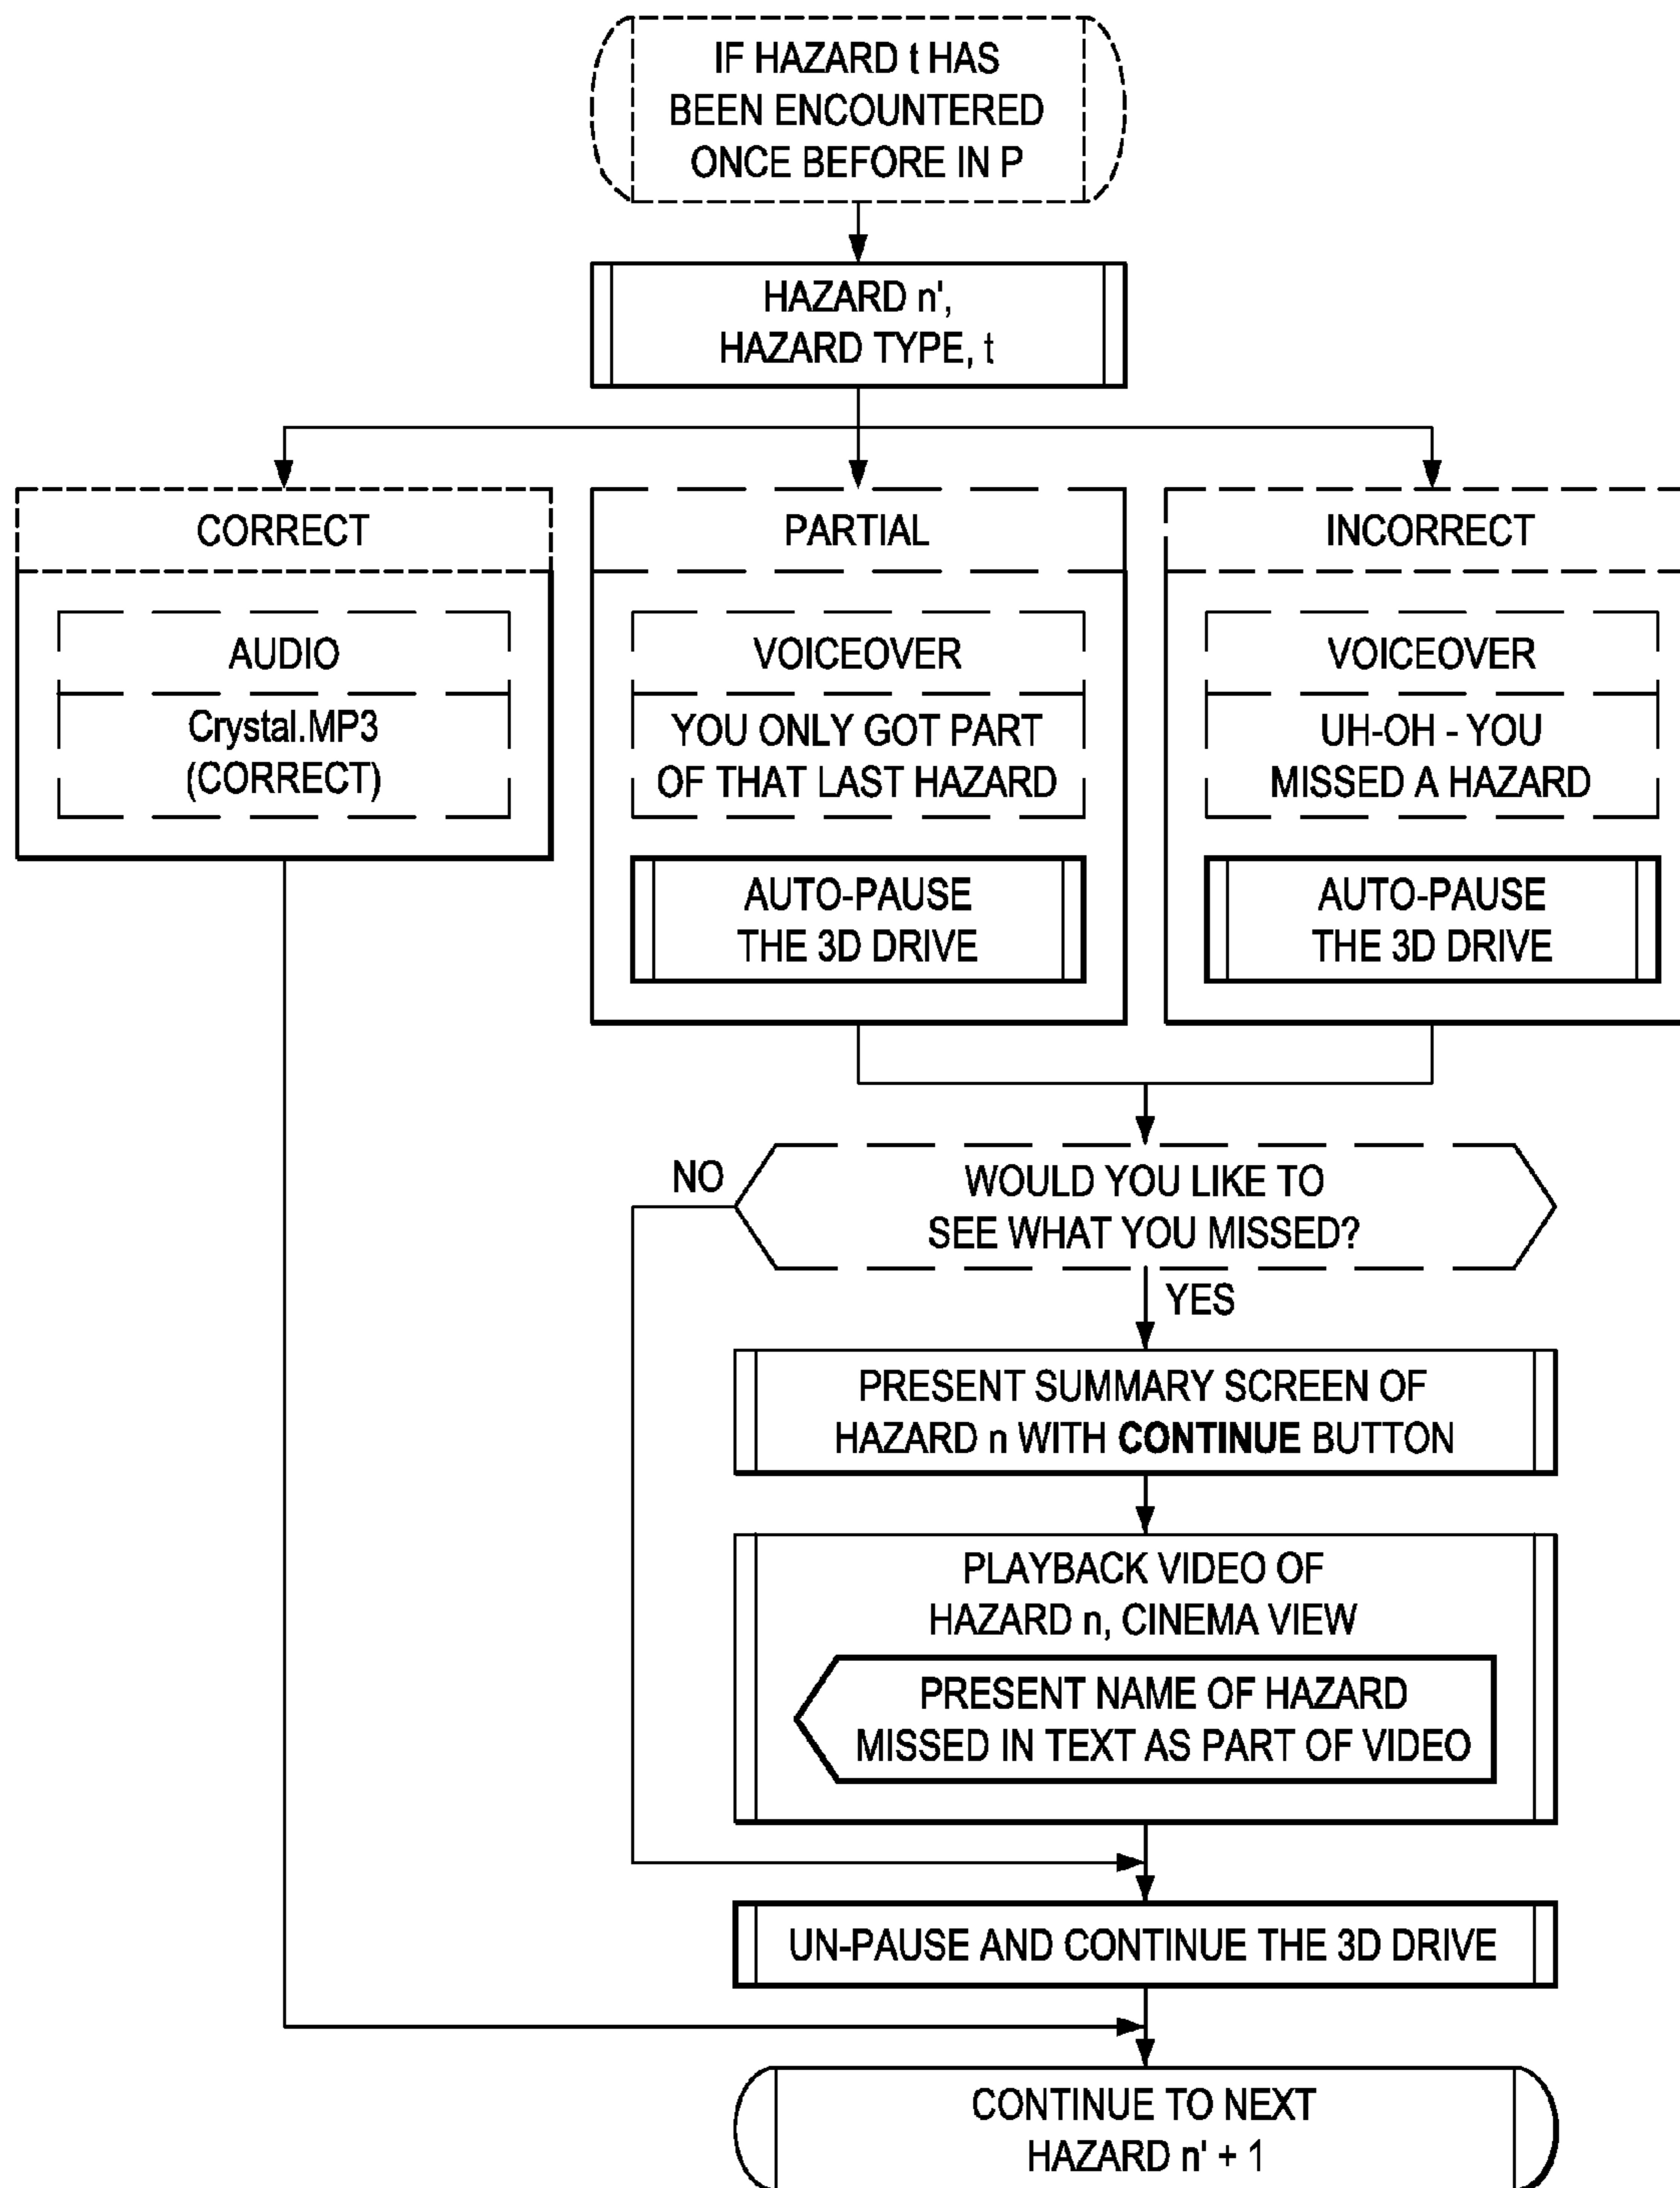 IF HAZARD t HAS
BEEN ENCOUNTERED
ONCE BEFORE IN P
HAZARD n',
HAZARD TYPE, t
CORRECT
AUDIO
Crystal.MP3
(CORRECT)
PARTIAL
VOICEOVER
YOU ONLY GOT PART
OF THAT LAST HAZARD
AUTO-PAUSE
THE 3D DRIVE
INCORRECT
VOICEOVER
UH-OH - YOU
MISSED A HAZARD
AUTO-PAUSE
THE 3D DRIVE
WOULD YOU LIKE TO
SEE WHAT YOU MISSED?
NO
YES
PRESENT SUMMARY SCREEN OF
HAZARD n WITH CONTINUE BUTTON
PLAYBACK VIDEO OF
HAZARD n, CINEMA VIEW
PRESENT NAME OF HAZARD
MISSED IN TEXT AS PART OF VIDEO
UN-PAUSE AND CONTINUE THE 3D DRIVE
CONTINUE TO NEXT
HAZARD n' + 1